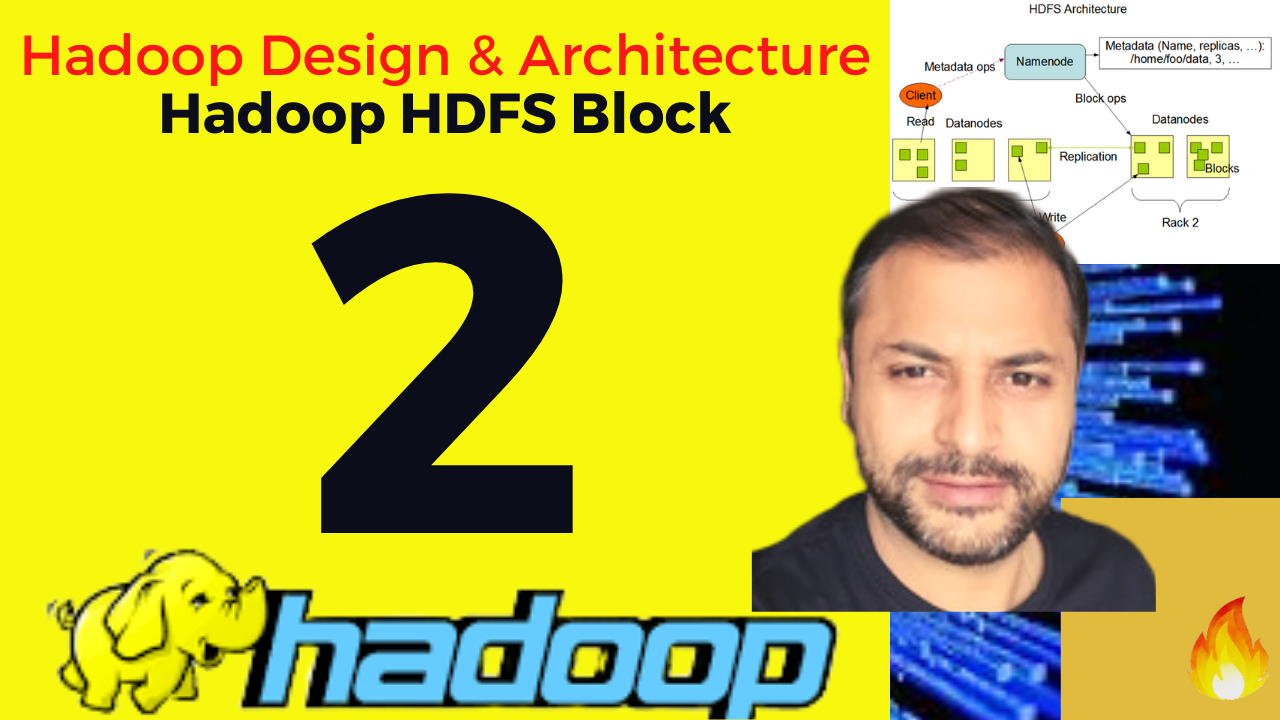 Hadoop Design & Architecture
Hadoop HDFS Block
2
hadoop
HDFS Architecture
Metadata (Name, replicas, ...):
/home/foo/data, 3, ...
Namenode
Metadata ops
Client
Block ops
Read
Datanodes
Datanodes
Replication
Blocks
Write
Rack 2